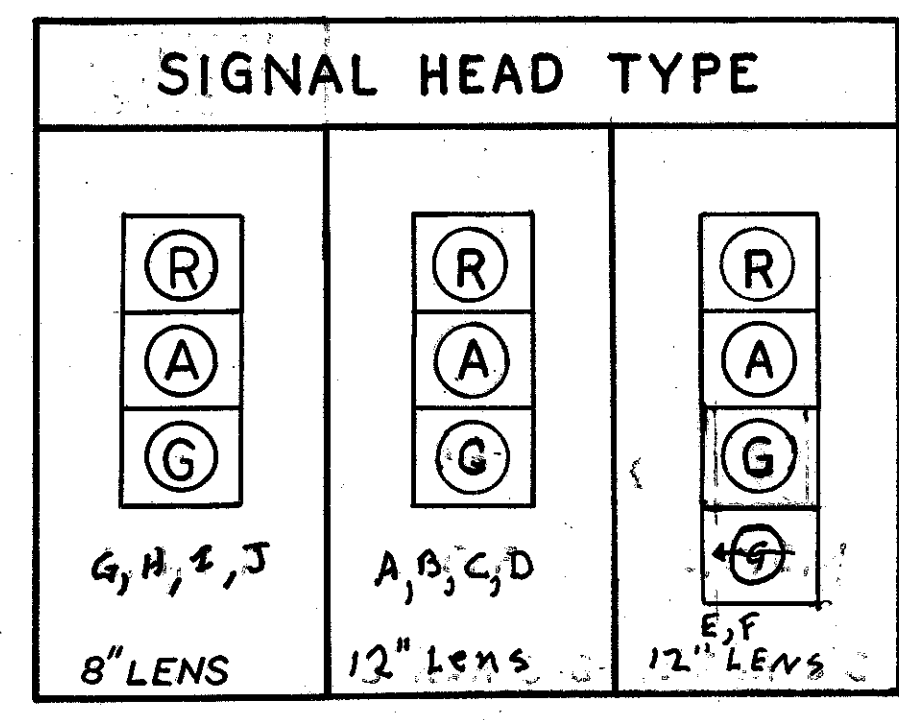 SIGNAL HEAD TYPE
R
A
G
G, H, I, J
8" LENS
R
A
G
A, B, C, D
12" Lens
R
A
G
G
E, F
12" LENS